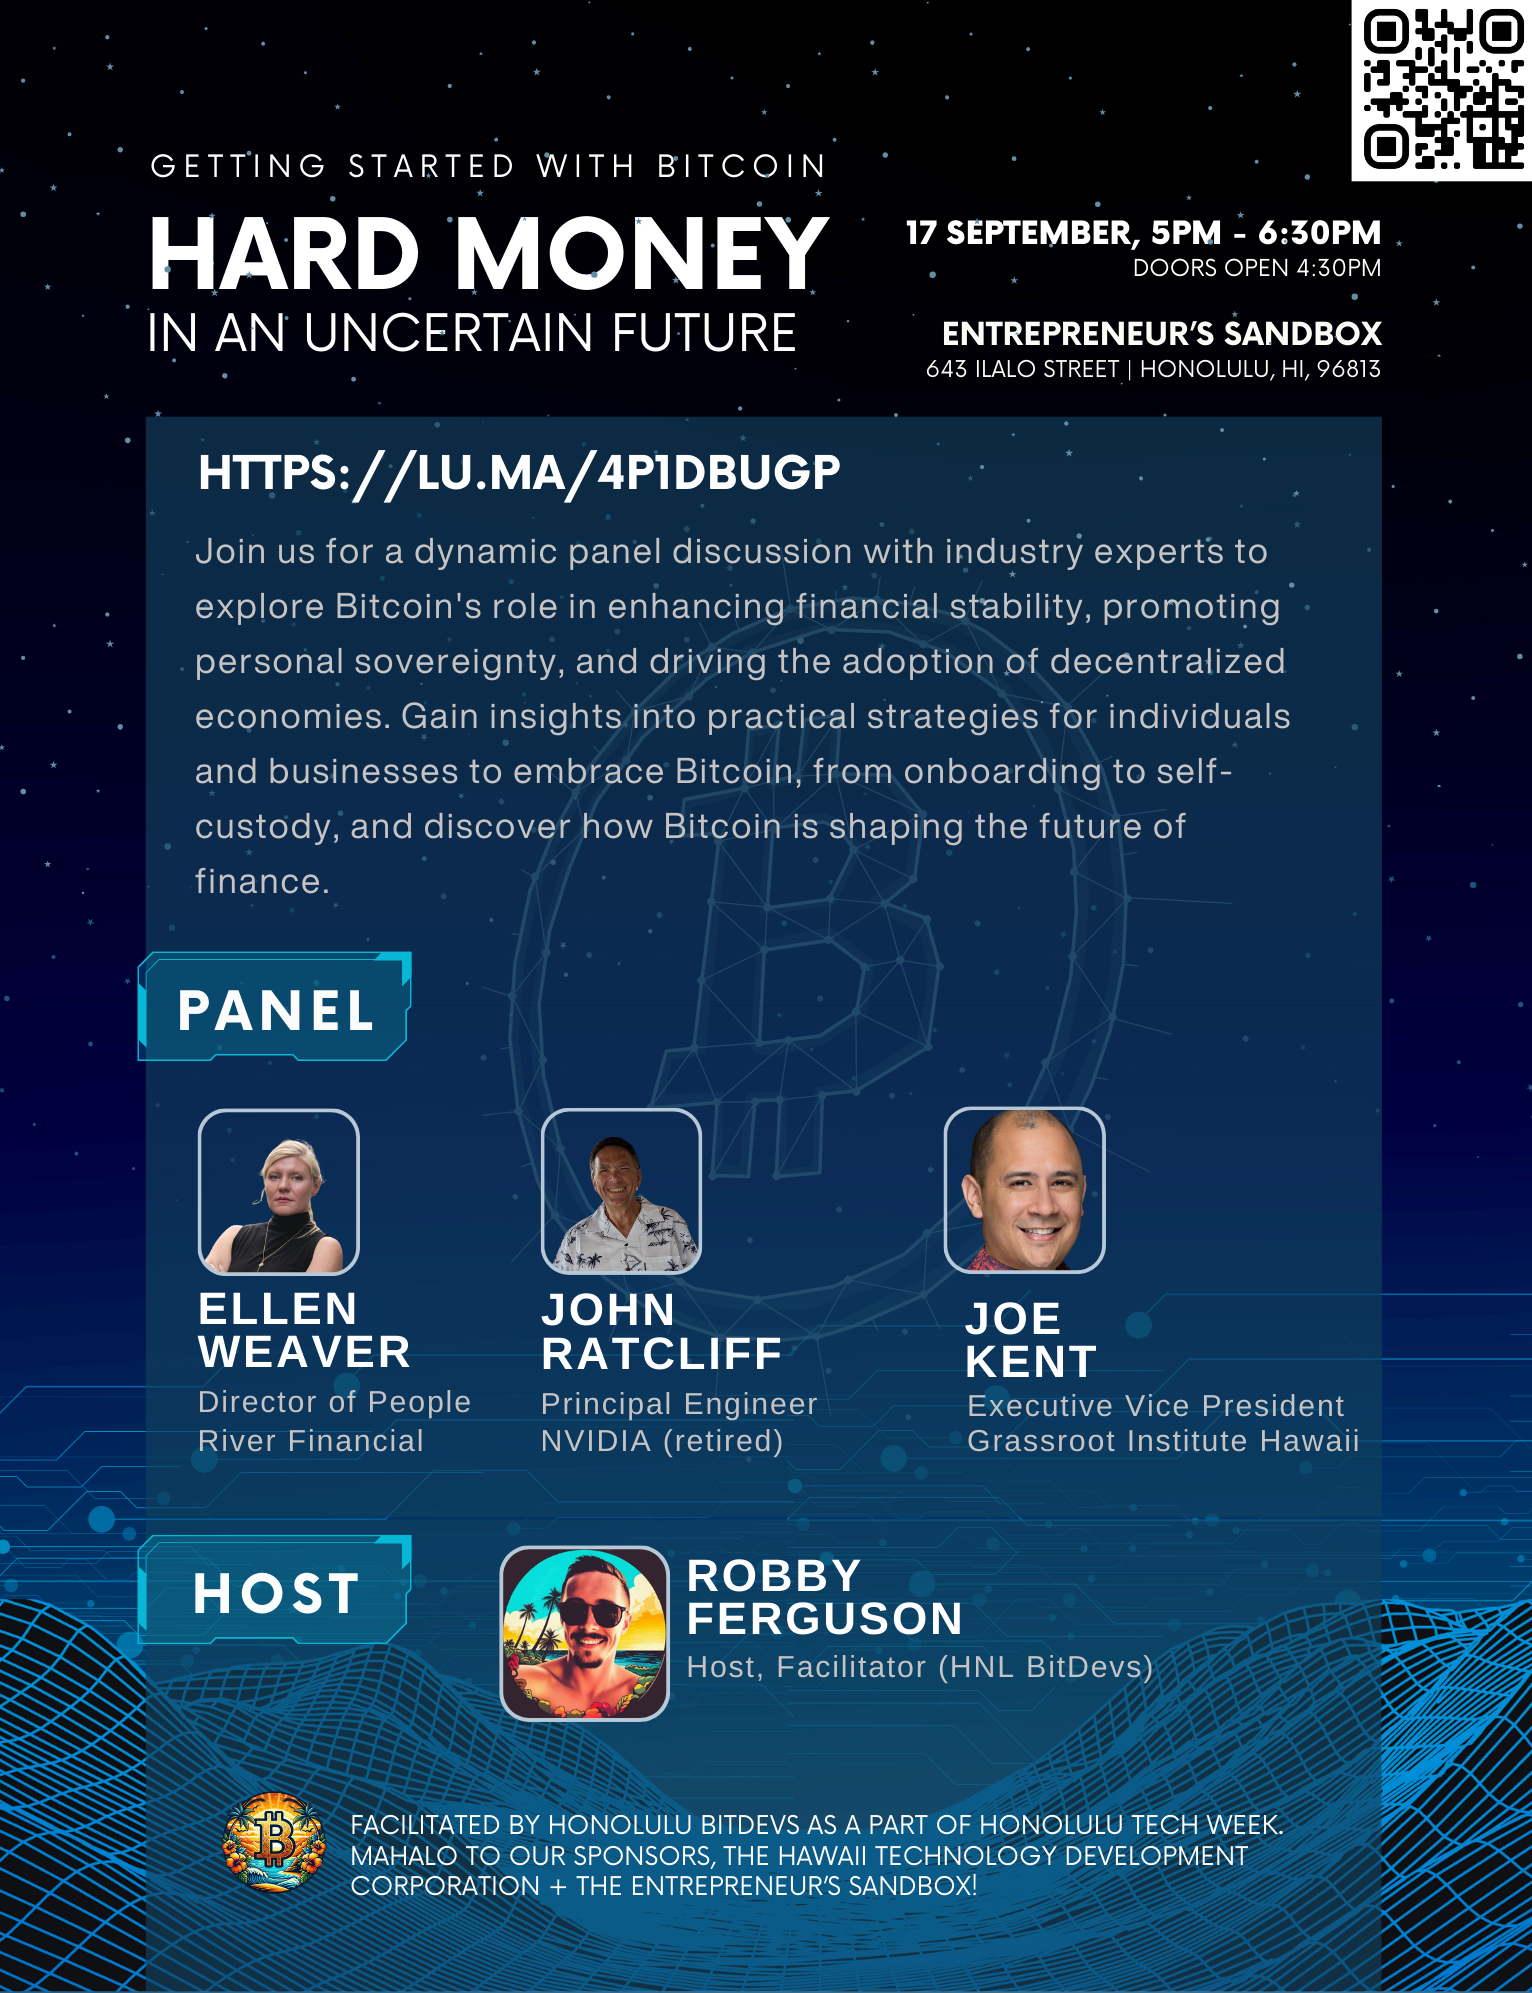 GETTING STARTED WITH BITCOIN
HARD MONEY
IN AN UNCERTAIN FUTURE
17 SEPTEMBER, 5PM - 6:30PM
DOORS OPEN 4:30PM
ENTREPRENEUR'S SANDBOX
643 ILALO STREET | HONOLULU, HI, 96813
HTTPS://LU.MA/4P1DBUGP
Join us for a dynamic panel discussion with industry experts to
explore Bitcoin's role in enhancing financial stability, promoting
personal sovereignty, and driving the adoption of decentralized
economies. Gain insights into practical strategies for individuals
and businesses to embrace Bitcoin, from onboarding to self-
custody, and discover how Bitcoin is shaping the future of
finance.
PANEL
ELLEN
WEAVER
Director of People
River Financial
JOHN
RATCLIFF
Principal Engineer
NVIDIA (retired)
JOE
KENT
Executive Vice President
Grassroot Institute Hawaii
HOST
ROBBY
FERGUSON
Host, Facilitator (HNL BitDevs)
FACILITATED BY HONOLULU BITDEVS AS A PART OF HONOLULU TECH WEEK.
MAHALO TO OUR SPONSORS, THE HAWAII TECHNOLOGY DEVELOPMENT
CORPORATION + THE ENTREPRENEUR'S SANDBOX!